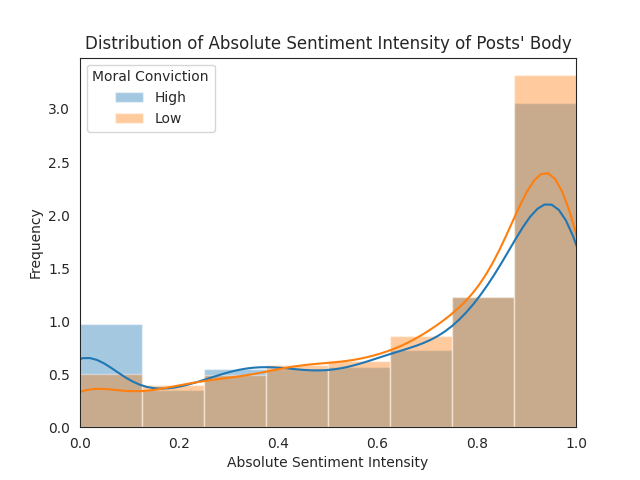 Distribution of Absolute Sentiment Intensity of Posts' Body
Moral Conviction
High
Low
Frequency
3.0
2.5
2.0
1.5
1.0
0.5
0.0
0.0 0.2 0.4 0.6 0.8 1.0
Absolute Sentiment Intensity